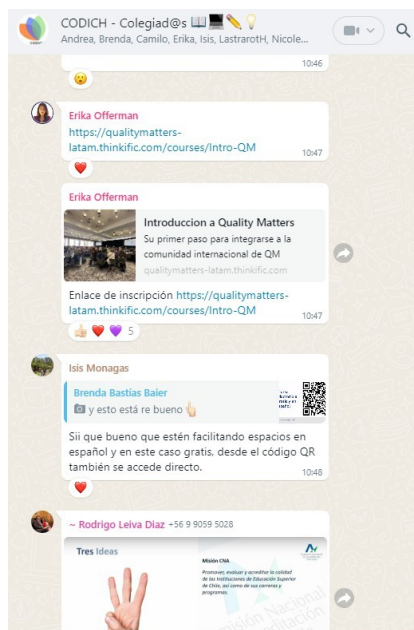 CODICH - Colegiad@s
Andrea, Brenda, Camilo, Erika, Isis, LastrarotH, Nicole...
10:46
Erika Offerman
https://qualitymatters-
latam.thinkific.com/courses/Intro-QM
10:47
Erika Offerman
Introduccion a Quality Matters
Su primer paso para integrarse a la
comunidad internacional de QM
qualitymatters-latam.thinkific.com
Enlace de inscripción https://qualitymatters-
latam.thinkific.com/courses/Intro-QM
10:47
5
Isis Monagas
Brenda Bastías Baier
y esto está re bueno
Sii que bueno que estén facilitando espacios en
español y en este caso gratis, desde el código QR
también se accede directo.
10:48
~ Rodrigo Leiva Diaz +56 9 9059 5028
Tres Ideas
Misión CNA
Promover, evaluar y acreditar la calidad
de las Instituciones de Educación Superior
de Chile, así como de sus carreras y
programas.